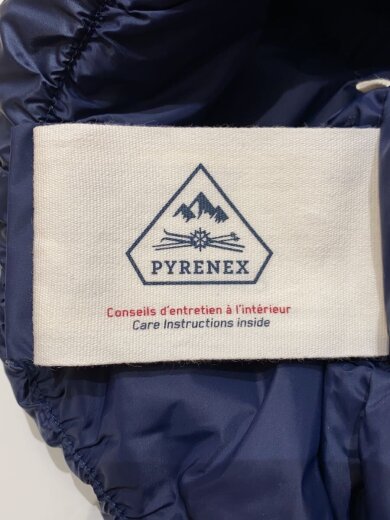 PYRENEX
Conseils d'entretien à l'intérieur
Care Instructions inside